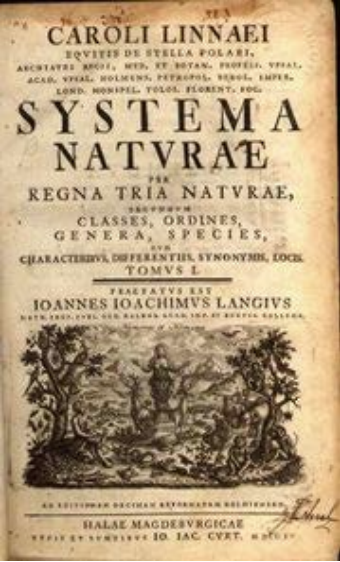 CAROLI LINNAEI
EQVITIS DE STELLA POLARI,
ARCHIATRI REGII, MED. ET BOTAN. PROFESS. VPSAL.
ACAD. VPSAL. HOLMENS. PETROPOL. BEROL. IMPER.
LOND. MONSPEL. TOLOS. FLORENT. SOC.
SYSTEMA
NATVRAE
PER
REGNA TRIA NATVRAE,
SECVNDVM
CLASSES, ORDINES,
GENERA, SPECIES,
CVM
CHARACTERIBVS, DIFFERENTIIS, SYNONYMIS, LOCIS.
TOMVS I.
PRAEFATVS EST
IOANNES IOACHIMVS LANGIVS
AD EDITIONEM DECIMAM REFORMATAM HOLMIENSEM.
HALAE MAGDEBVRGICAE
TYPIS ET SVMTIBVS IO. IAC. CVRT.